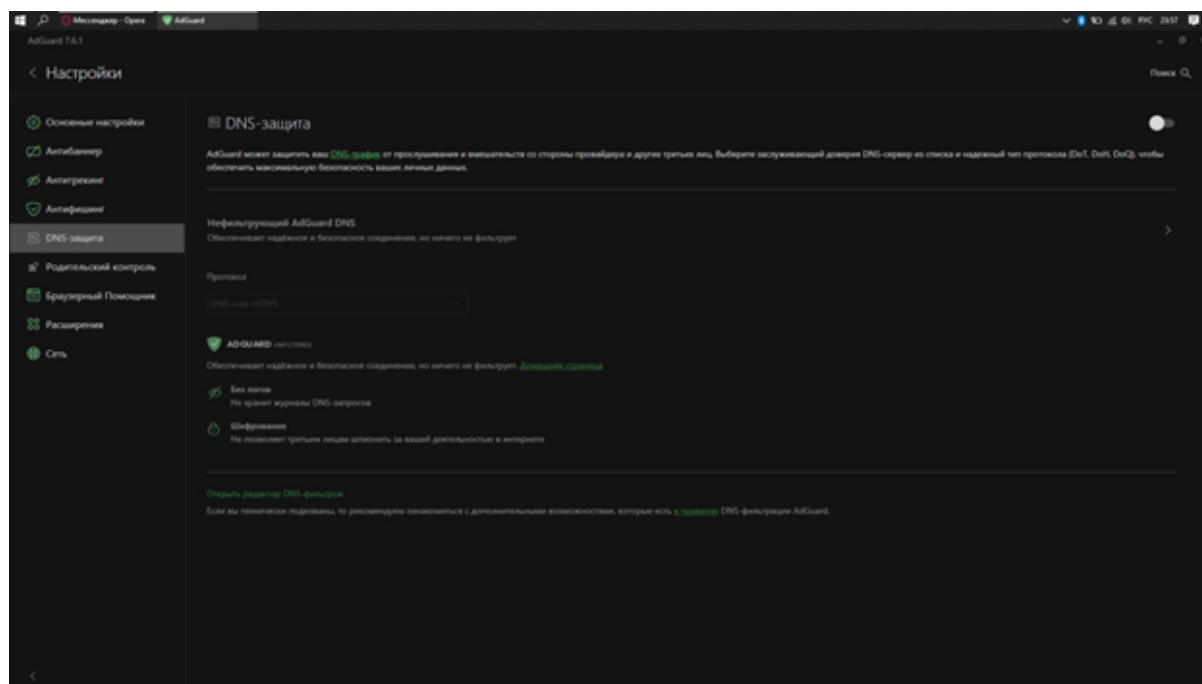 Мессенджер - Opera
AdGuard
РУС 23:57
AdGuard 7.6.1
Настройки
Поиск
Основные настройки
Антибаннер
Антитрекинг
Антифишинг
DNS-защита
Родительский контроль
Браузерный Помощник
Расширения
Сеть
DNS-защита
AdGuard может защитить ваш DNS-трафик от прослушивания и вмешательств со стороны провайдера и других третьих лиц. Выберите заслуживающий доверия DNS-сервер из списка и надежный тип протокола (DoT, DoH, DoQ), чтобы
обеспечить максимальную безопасность ваших личных данных.
Нефильтрующий AdGuard DNS
Обеспечивает надёжное и безопасное соединение, но ничего не фильтрует
Протокол
DNS-over-HTTPS
ADGUARD UNFILTERED
Обеспечивает надёжное и безопасное соединение, но ничего не фильтрует. Домашняя страница
Без логов
Не хранит журналы DNS-запросов
Шифрование
Не позволяет третьим лицам шпионить за вашей деятельностью в интернете
Открыть редактор DNS-фильтров
Если вы технически подкованы, то рекомендуем ознакомиться с дополнительными возможностями, которые есть в правилах DNS-фильтрации AdGuard.